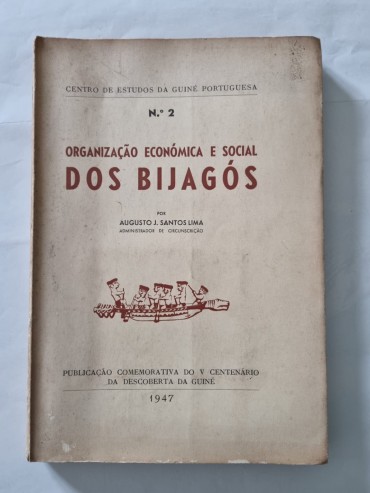 CENTRO DE ESTUDOS DA GUINÉ PORTUGUESA
N.º 2
ORGANIZAÇÃO ECONÓMICA E SOCIAL
DOS BIJAGÓS
POR
AUGUSTO J. SANTOS LIMA
ADMINISTRADOR DE CIRCUNSCRIÇÃO
PUBLICAÇÃO COMEMORATIVA DO V CENTENÁRIO
DA DESCOBERTA DA GUINÉ
1947